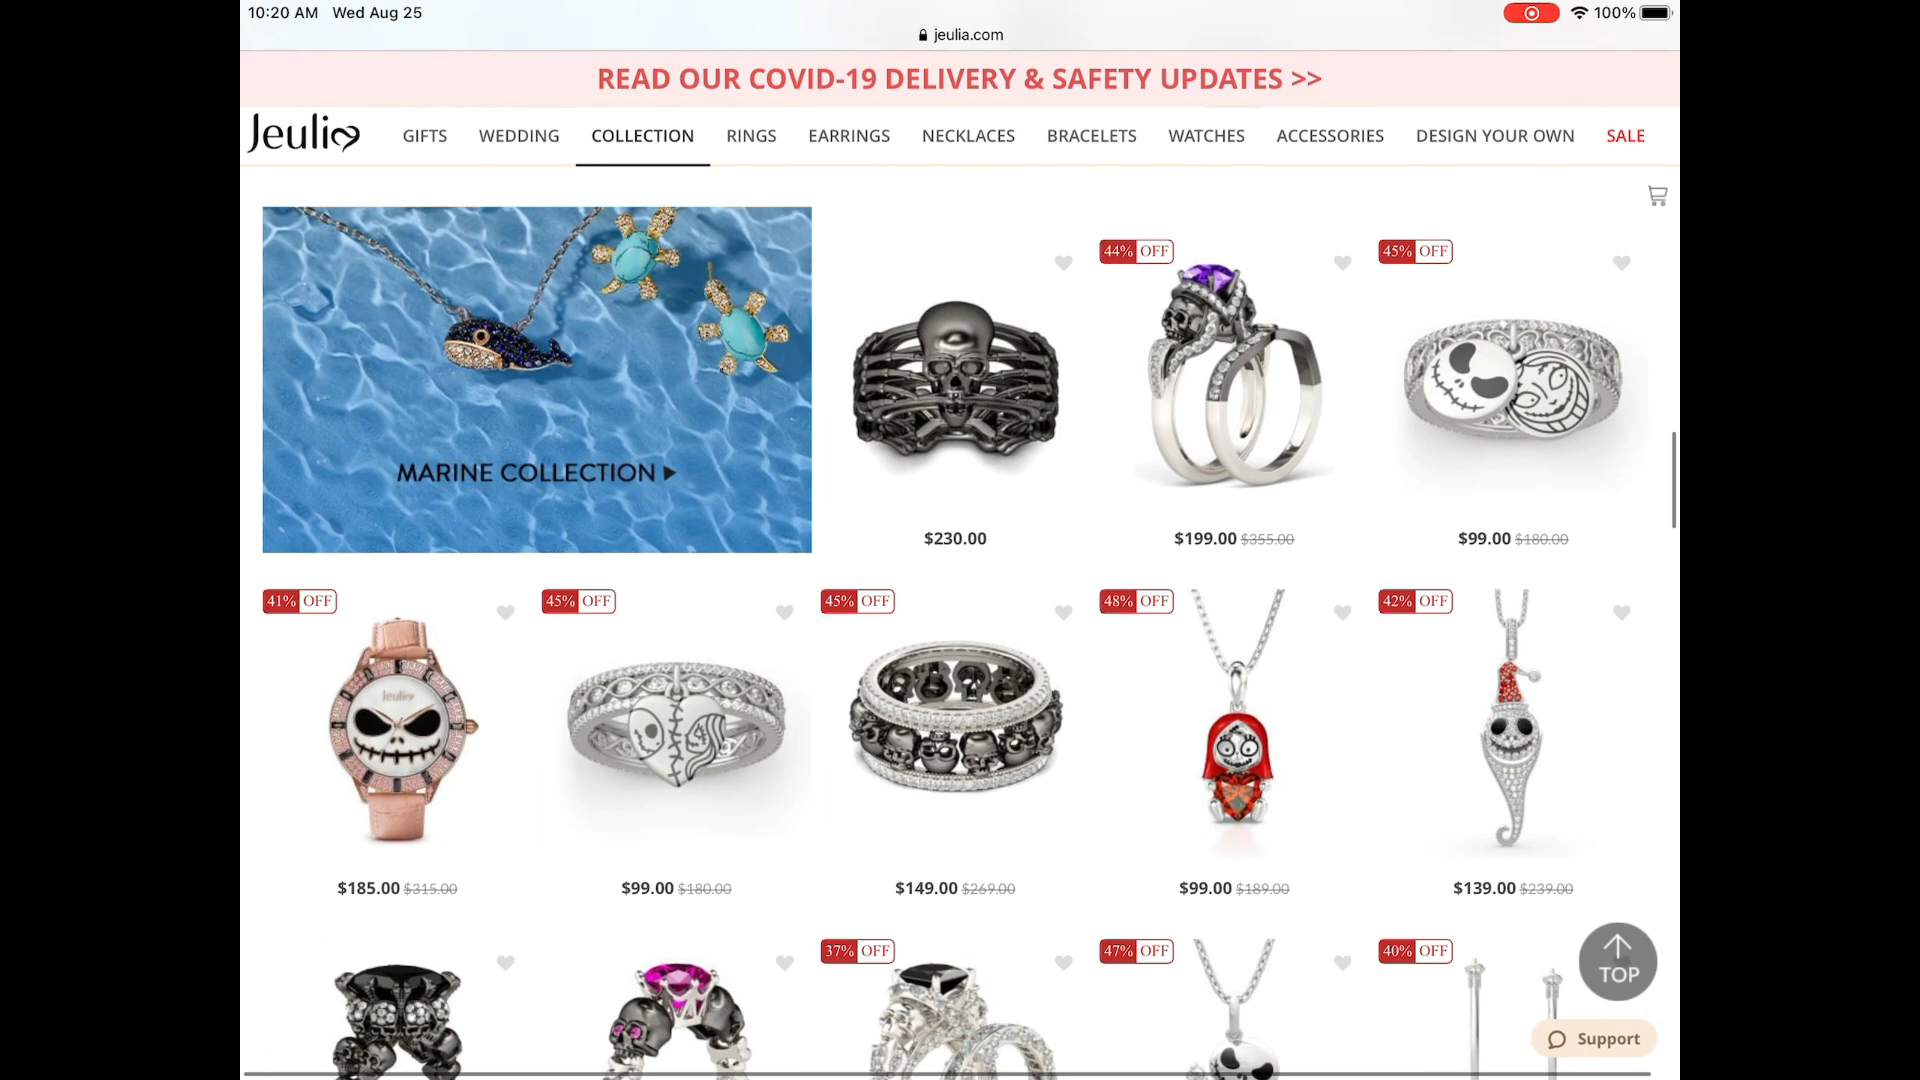 10:20 AM Wed Aug 25
100%
jeulia.com
READ OUR COVID-19 DELIVERY & SAFETY UPDATES >>
Jeulia GIFTS WEDDING COLLECTION RINGS EARRINGS NECKLACES BRACELETS WATCHES ACCESSORIES DESIGN YOUR OWN SALE
44% OFF
45% OFF
MARINE COLLECTION
$230.00
$199.00 $355.00
$99.00 $180.00
41% OFF
45% OFF
45% OFF
48% OFF
42% OFF
Jeulia
$185.00 $315.00
$99.00 $180.00
$149.00 $269.00
$99.00 $189.00
$139.00 $239.00
37% OFF
47% OFF
40% OFF
TOP
Support